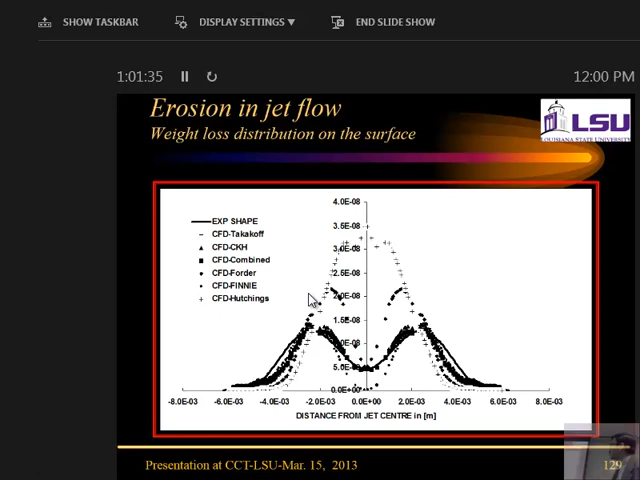 SHOW TASKBAR
DISPLAY SETTINGS ▼
END SLIDE SHOW
1:01:35
12:00 PM
Erosion in jet flow
Weight loss distribution on the surface
LSU
LOUISIANA STATE UNIVERSITY
4.0E-08
3.5E-08
3.0E-08
2.5E-08
2.0E-08
1.5E-08
1.0E-08
5.0E-09
0.0E+00
EXP SHAPE
CFD-Takakoff
CFD-CKH
CFD-Combined
CFD-Forder
CFD-FINNIE
CFD-Hutchings
-8.0E-03 -6.0E-03 -4.0E-03 -2.0E-03 0.0E+00 2.0E-03 4.0E-03 6.0E-03 8.0E-03
DISTANCE FROM JET CENTRE in [m]
Presentation at CCT-LSU-Mar. 15, 2013
129